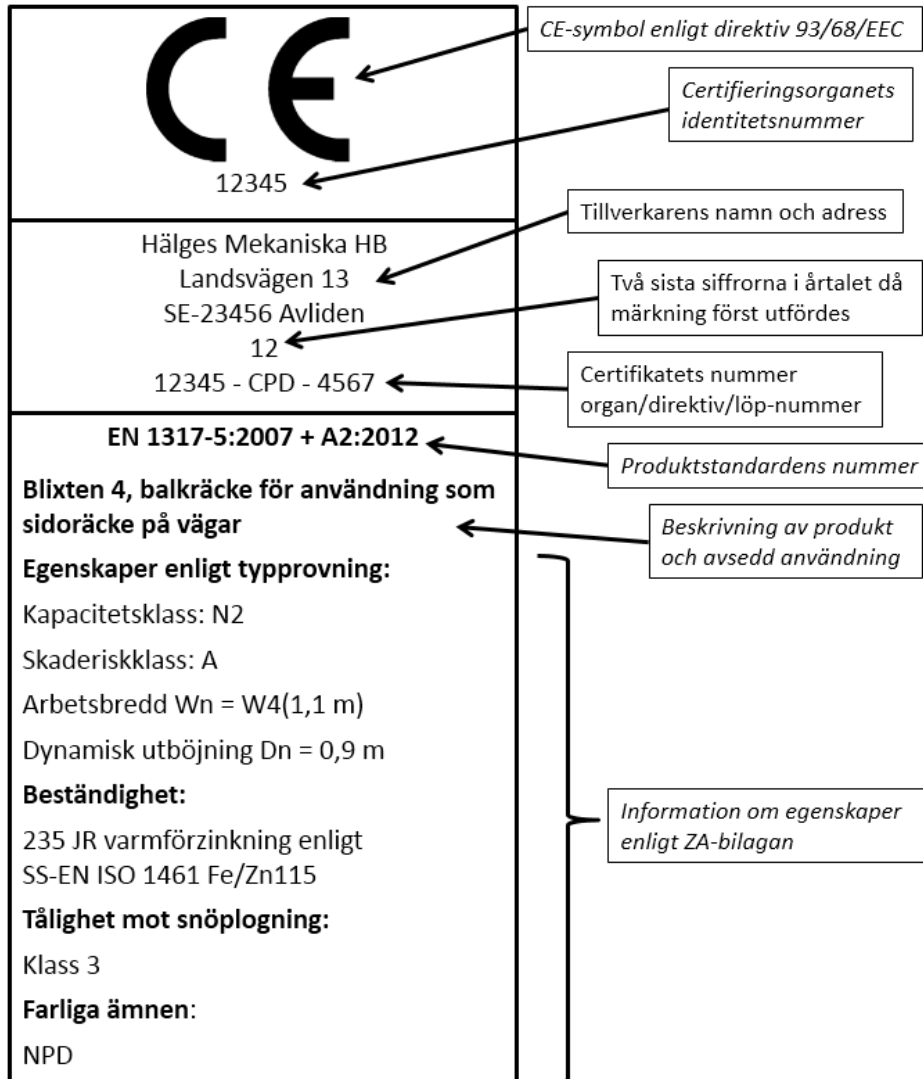 CE
CE-symbol enligt direktiv 93/68/EEC
Certifieringsorganets
identitetsnummer
12345
Tillverkarens namn och adress
Hälges Mekaniska HB
Landsvägen 13
SE-23456 Avliden
12
12345 - CPD - 4567
Två sista siffrorna i årtalet då
märkning först utfördes
Certifikatets nummer
organ/direktiv/löp-nummer
EN 1317-5:2007 + A2:2012
Produktstandardens nummer
Blixten 4, balkräcke för användning som
sidoräcke på vägar
Beskrivning av produkt
och avsedd användning
Egenskaper enligt typprovning:
Kapacitetsklass: N2
Skaderiskklass: A
Arbetsbredd Wn = W4(1,1 m)
Dynamisk utböjning Dn = 0,9 m
Beständighet:
235 JR varmförzinkning enligt
SS-EN ISO 1461 Fe/Zn115
Tålighet mot snöplogning:
Klass 3
Farliga ämnen:
NPD
Information om egenskaper
enligt ZA-bilagan